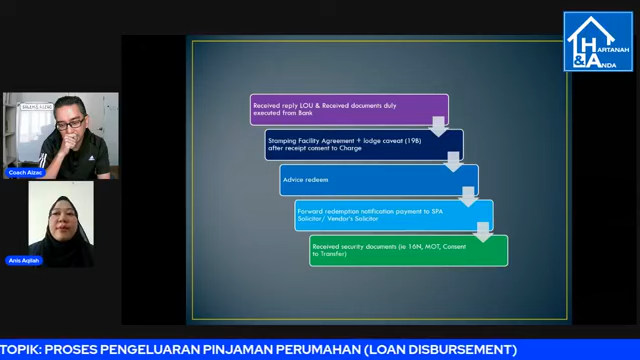 HARTANAH
& ANDA
Received reply LOU & Received documents duly
executed from Bank
Stamping Facility Agreement + lodge caveat (19B)
after receipt consent to Charge
Advice redeem
Forward redemption notification payment to SPA
Solicitor/ Vendor's Solicitor
Received security documents (ie 16N, MOT, Consent
to Transfer)
Coach Aizac
Anis Aqilah
TOPIK: PROSES PENGELUARAN PINJAMAN PERUMAHAN (LOAN DISBURSEMENT)